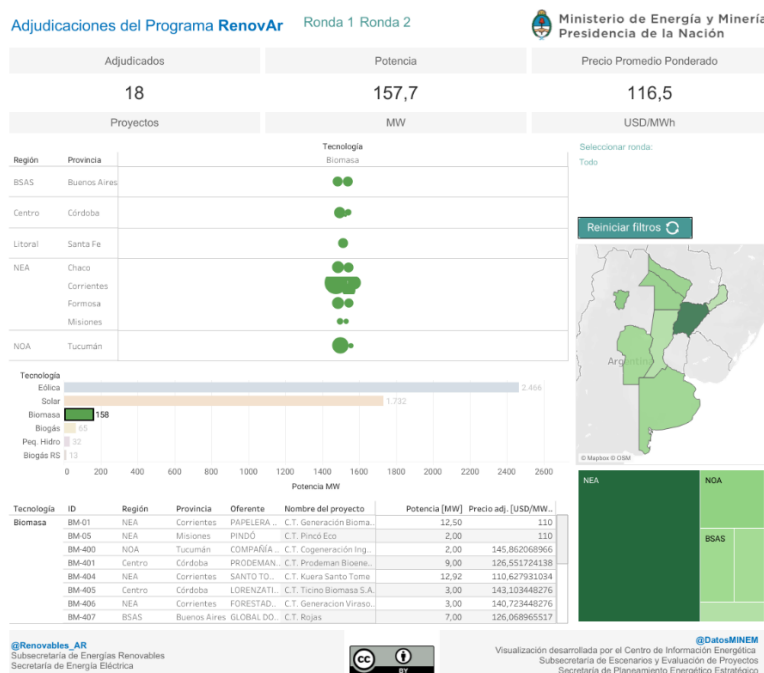 Adjudicaciones del Programa RenovAr Ronda 1 Ronda 2
Ministerio de Energía y Minería
Presidencia de la Nación
Adjudicados Potencia Precio Promedio Ponderado
18 157,7 116,5
Proyectos MW USD/MWh
Tecnología
Región Provincia Biomasa
BSAS Buenos Aires
Centro Córdoba
Litoral Santa Fe
NEA Chaco
Corrientes
Formosa
Misiones
NOA Tucumán
Seleccionar ronda:
Todo
Reiniciar filtros
Argentina
© Mapbox © OSM
Tecnología
Eólica 2.466
Solar 1.732
Biomasa 158
Biogás 65
Peq. Hidro 32
Biogás RS 13
0 200 400 600 800 1000 1200 1400 1600 1800 2000 2200 2400 2600
Potencia MW
NEA NOA
BSAS
Tecnología ID Región Provincia Oferente Nombre del proyecto Potencia [MW] Precio adj. [USD/MW..
Biomasa BM-01 NEA Corrientes PAPELERA .. C.T. Generación Bioma.. 12,50 110
BM-05 NEA Misiones PINDÓ C.T. Pincó Eco 2,00 110
BM-400 NOA Tucumán COMPAÑÍA .. C.T. Cogeneración Ing.. 2,00 145,862068966
BM-401 Centro Córdoba PRODEMAN.. C.T. Prodeman Bioene.. 9,00 126,551724138
BM-404 NEA Corrientes SANTO TO.. C.T. Kuera Santo Tome 12,92 110,627931034
BM-405 Centro Córdoba LORENZATI.. C.T. Ticino Biomasa S.A. 3,00 143,103448276
BM-406 NEA Corrientes FORESTAD.. C.T. Generacion Viraso.. 3,00 140,723448276
BM-407 BSAS Buenos Aires GLOBAL DO.. C.T. Rojas 7,00 126,068965517
@Renovables_AR
Subsecretaría de Energías Renovables
Secretaría de Energía Eléctrica
cc BY
@DatosMINEM
Visualización desarrollada por el Centro de Información Energética
Subsecretaria de Escenarios y Evaluación de Proyectos
Secretaría de Planeamiento Energético Estratégico